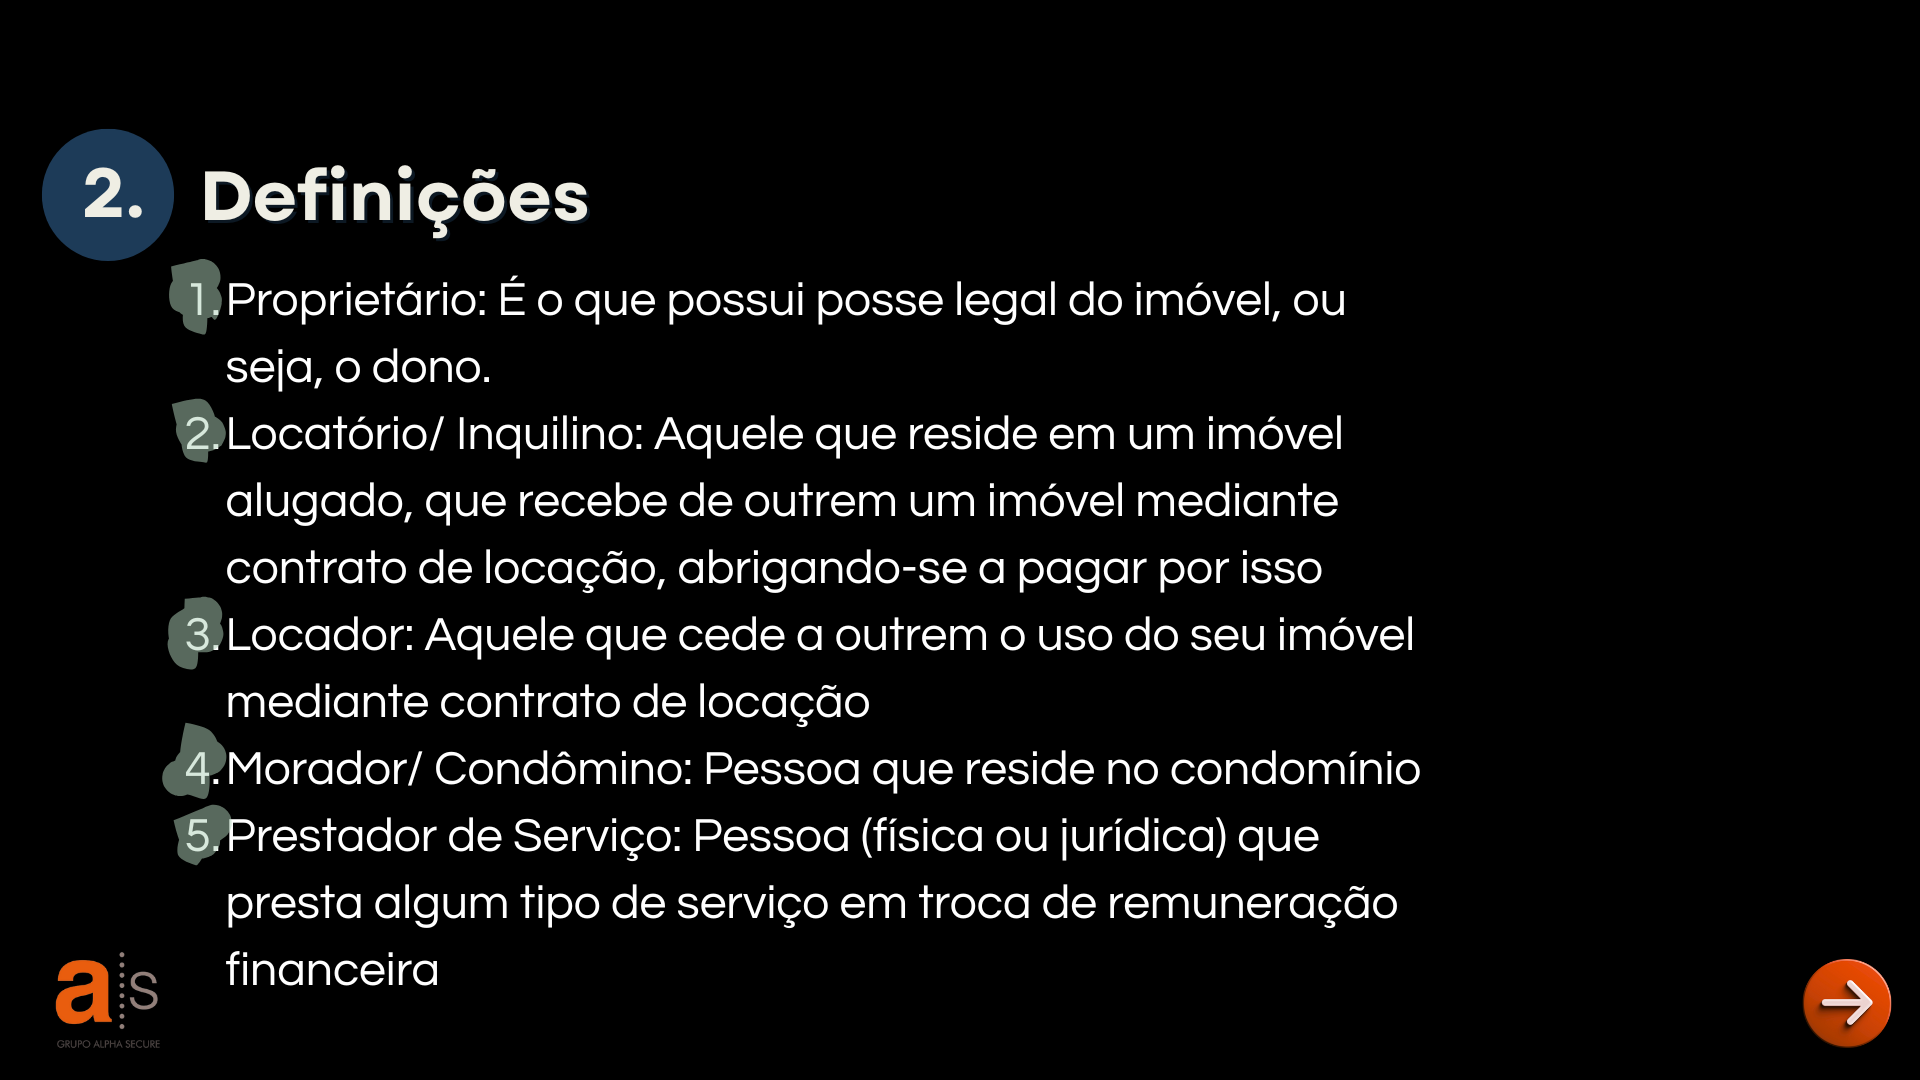 2. Definições
1. Proprietário: É o que possui posse legal do imóvel, ou
seja, o dono.
2. Locatório/ Inquilino: Aquele que reside em um imóvel
alugado, que recebe de outrem um imóvel mediante
contrato de locação, abrigando-se a pagar por isso
3. Locador: Aquele que cede a outrem o uso do seu imóvel
mediante contrato de locação
4. Morador/ Condômino: Pessoa que reside no condomínio
5. Prestador de Serviço: Pessoa (física ou jurídica) que
presta algum tipo de serviço em troca de remuneração
financeira
a s
GRUPO ALPHA SECURE